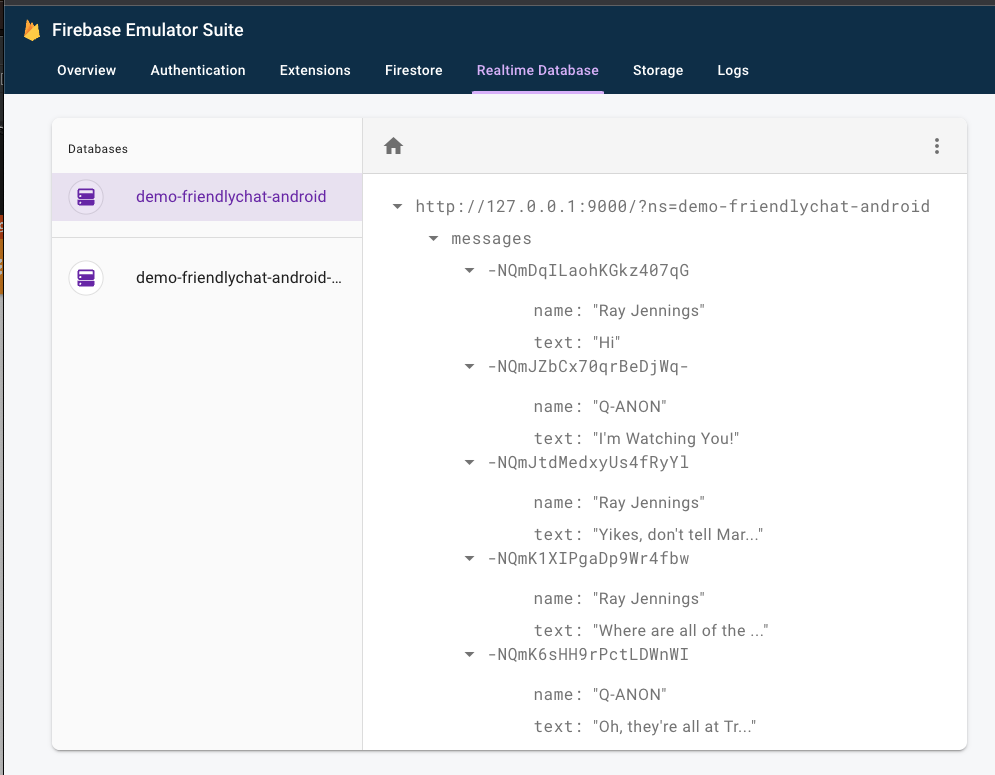 Firebase Emulator Suite
Overview Authentication Extensions Firestore Realtime Database Storage Logs
Databases
demo-friendlychat-android
demo-friendlychat-android-...
http://127.0.0.1:9000/?ns=demo-friendlychat-android
messages
-NQmDqILaohKGkz407qG
name: "Ray Jennings"
text: "Hi"
-NQmJZbCx70qrBeDjWq-
name: "Q-ANON"
text: "I'm Watching You!"
-NQmJtdMedxyUs4fRyYl
name: "Ray Jennings"
text: "Yikes, don't tell Mar..."
-NQmK1XIPgaDp9Wr4fbw
name: "Ray Jennings"
text: "Where are all of the ..."
-NQmK6sHH9rPctLDWnWI
name: "Q-ANON"
text: "Oh, they're all at Tr..."